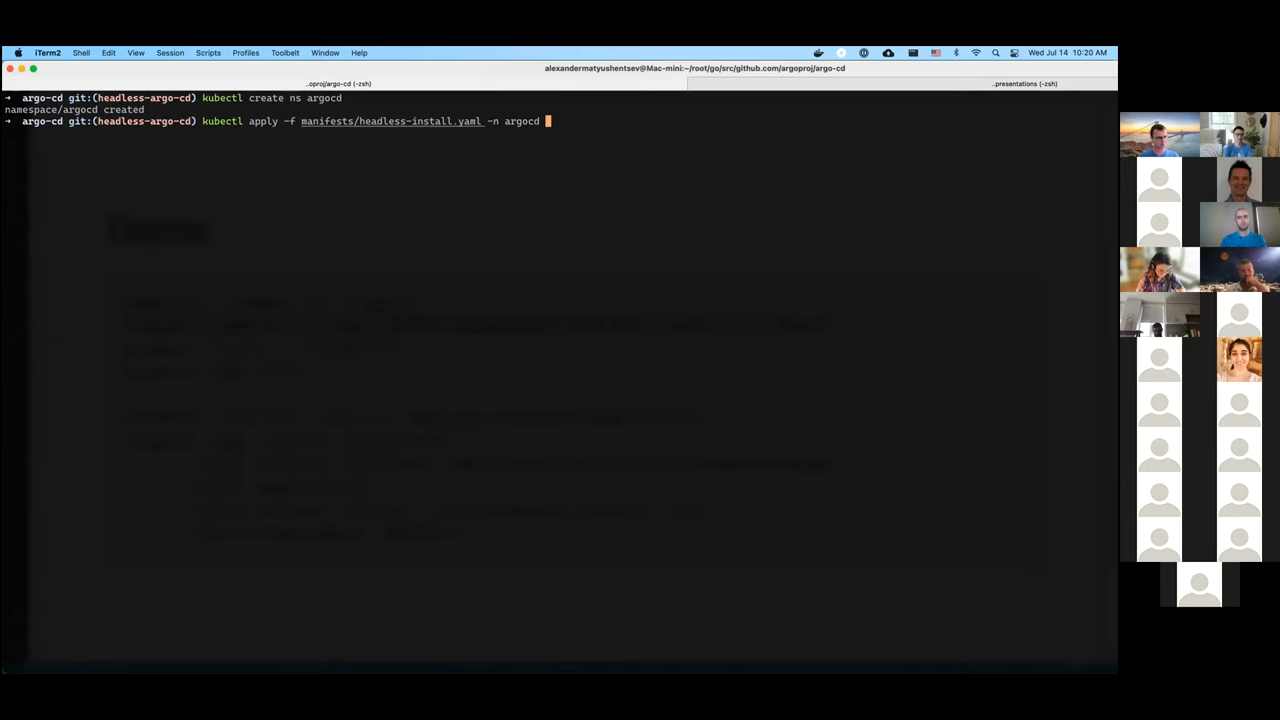 iTerm2 Shell Edit View Session Scripts Profiles Toolbelt Window Help Wed Jul 14 10:20 AM
alexandermatyushentsev@Mac-mini:~/root/go/src/github.com/argoproj/argo-cd
..oproj/argo-cd (-zsh) ..presentations (-zsh)
→ argo-cd git:(headless-argo-cd) kubectl create ns argocd
namespace/argocd created
→ argo-cd git:(headless-argo-cd) kubectl apply -f manifests/headless-install.yaml -n argocd